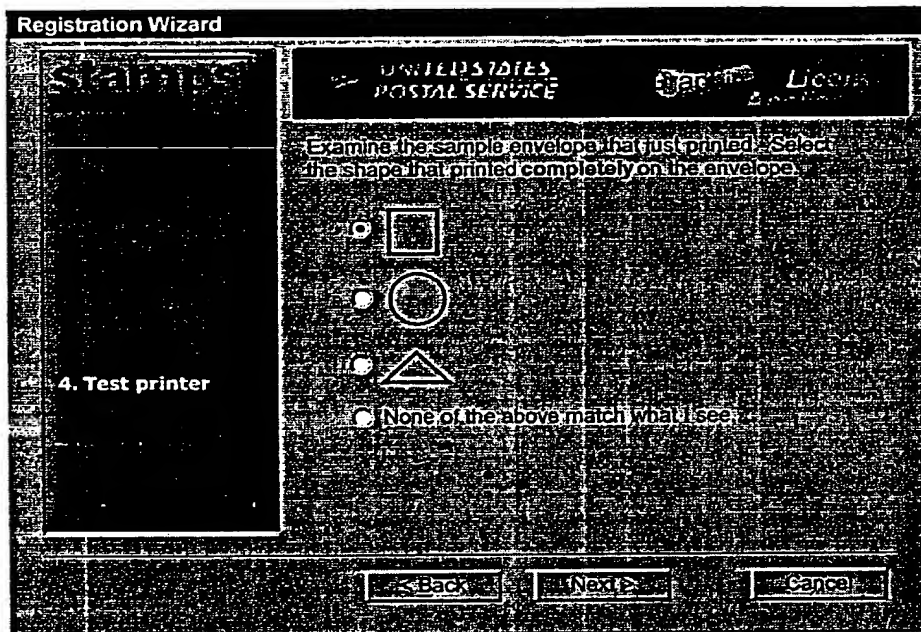 Registration Wizard
stamps
UNITED STATES
POSTAL SERVICE
Examine the sample envelope that just printed. Select
the shape that printed completely on the envelope.
4. Test printer
None of the above match what I see.
< Back
Next >
Cancel